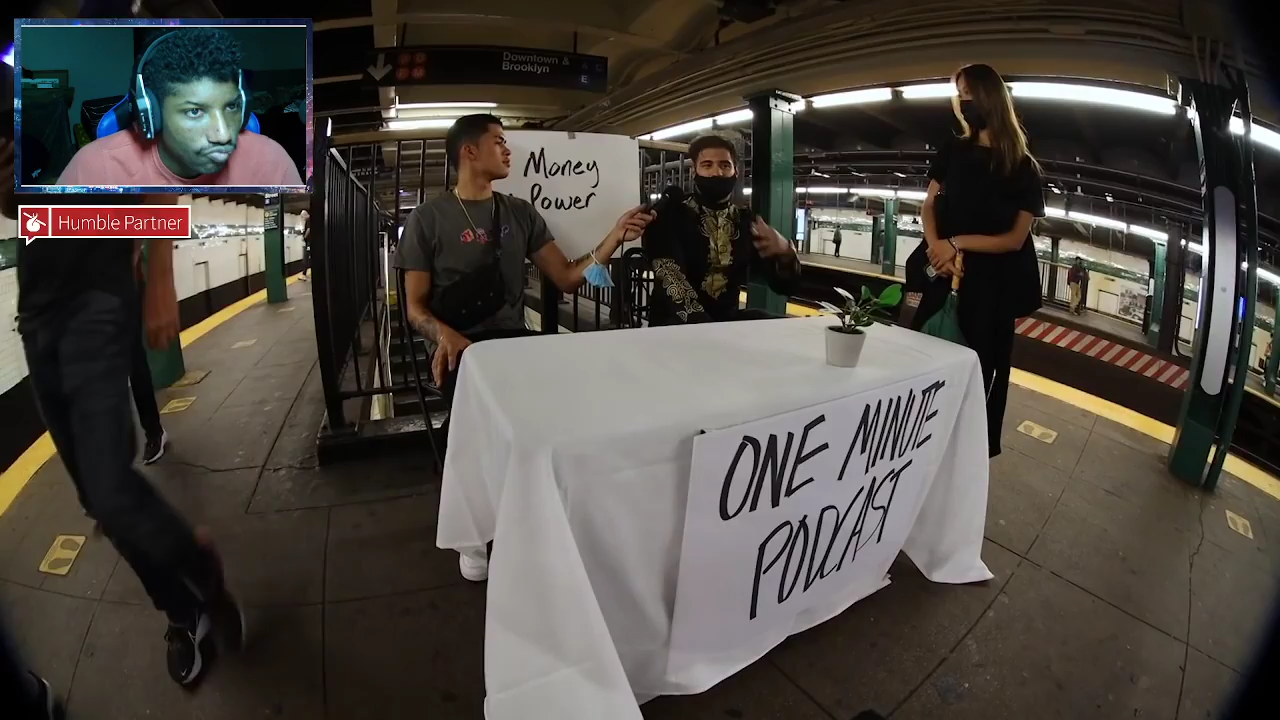 Downtown &
Brooklyn
A C
E
Humble Partner
Money
Power
ONE MINUTE
PODCAST